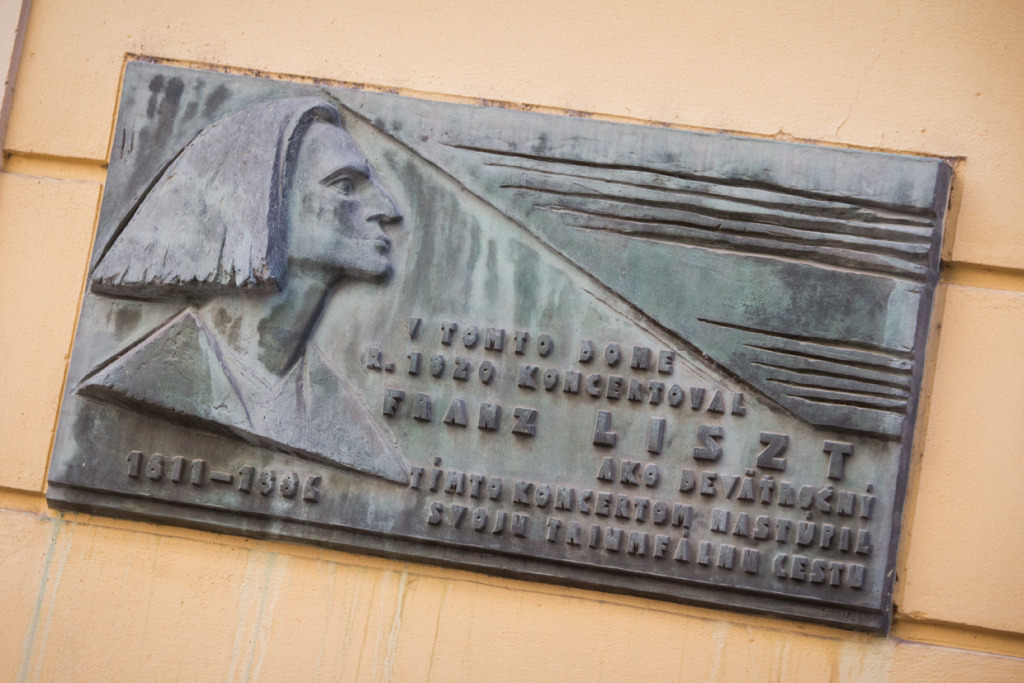 V TOMTO DOME
R. 1820 KONCERTOVAL
FRANZ LISZT
AKO DEVÄŤROČNÝ
TÝMTO KONCERTOM NASTÚPIL
SVOJU TRIUMFÁLNU CESTU
1811–1886